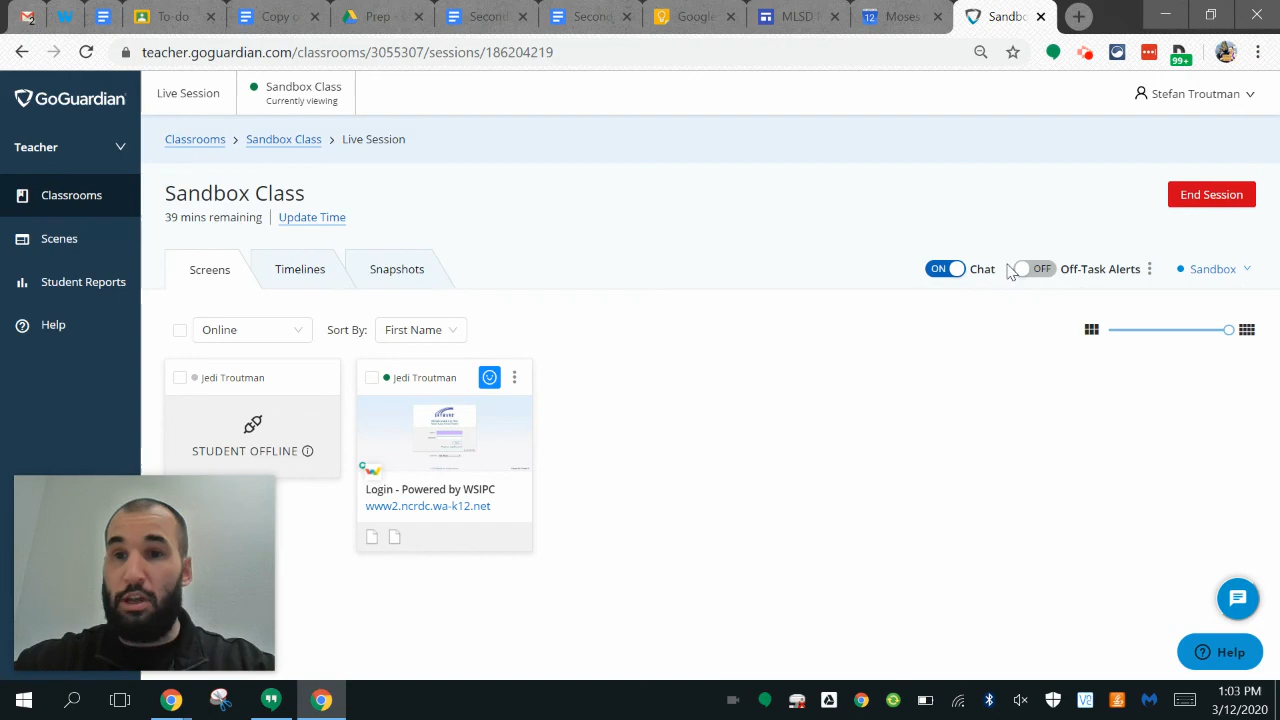 To-do
Copy
Prep
Second
Second
Google
MLSD
12
Moses
Sandbo
teacher.goguardian.com/classrooms/3055307/sessions/186204219
99+
GoGuardian
Live Session
Sandbox Class
Currently viewing
Stefan Troutman
Teacher
Classrooms > Sandbox Class > Live Session
Classrooms
Scenes
Student Reports
Help
Sandbox Class
End Session
39 mins remaining | Update Time
Screens
Timelines
Snapshots
ON Chat
OFF Off-Task Alerts
Sandbox
Online
Sort By:
First Name
Jedi Troutman
STUDENT OFFLINE
Jedi Troutman
Login - Powered by WSIPC
www2.ncrdc.wa-k12.net
Help
1:03 PM
3/12/2020